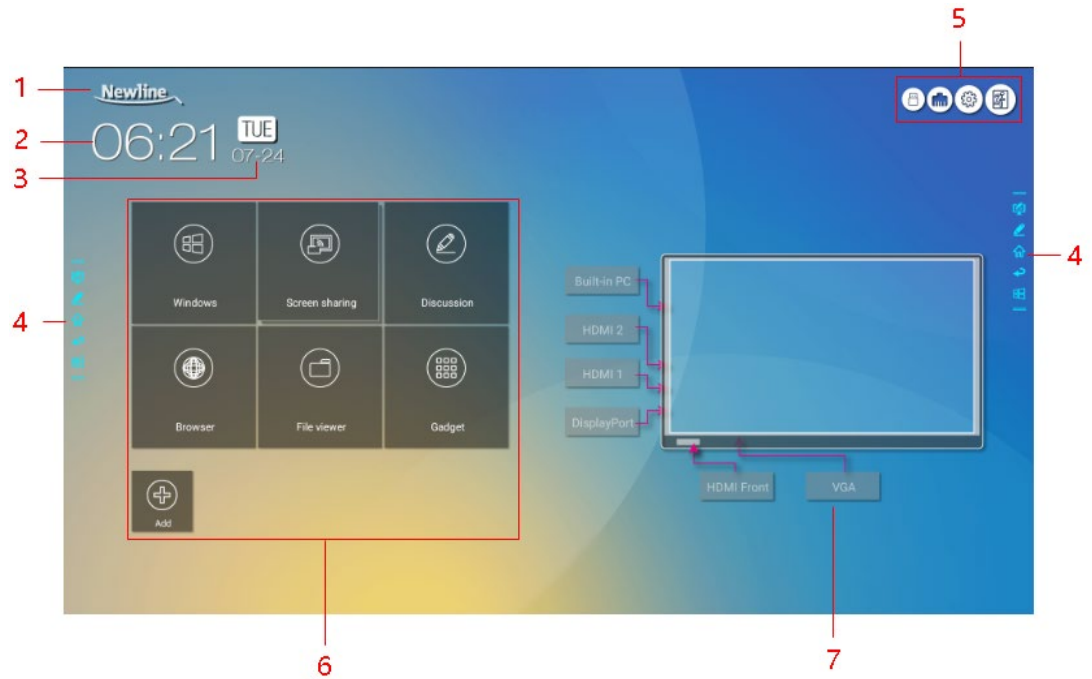 5
1
Newline
2
06:21
TUE
3
07-24
Windows
Screen sharing
Discussion
4
4
Built-in PC
HDMI 2
HDMI 1
DisplayPort
Browser
File viewer
Gadget
HDMI Front
VGA
Add
6
7